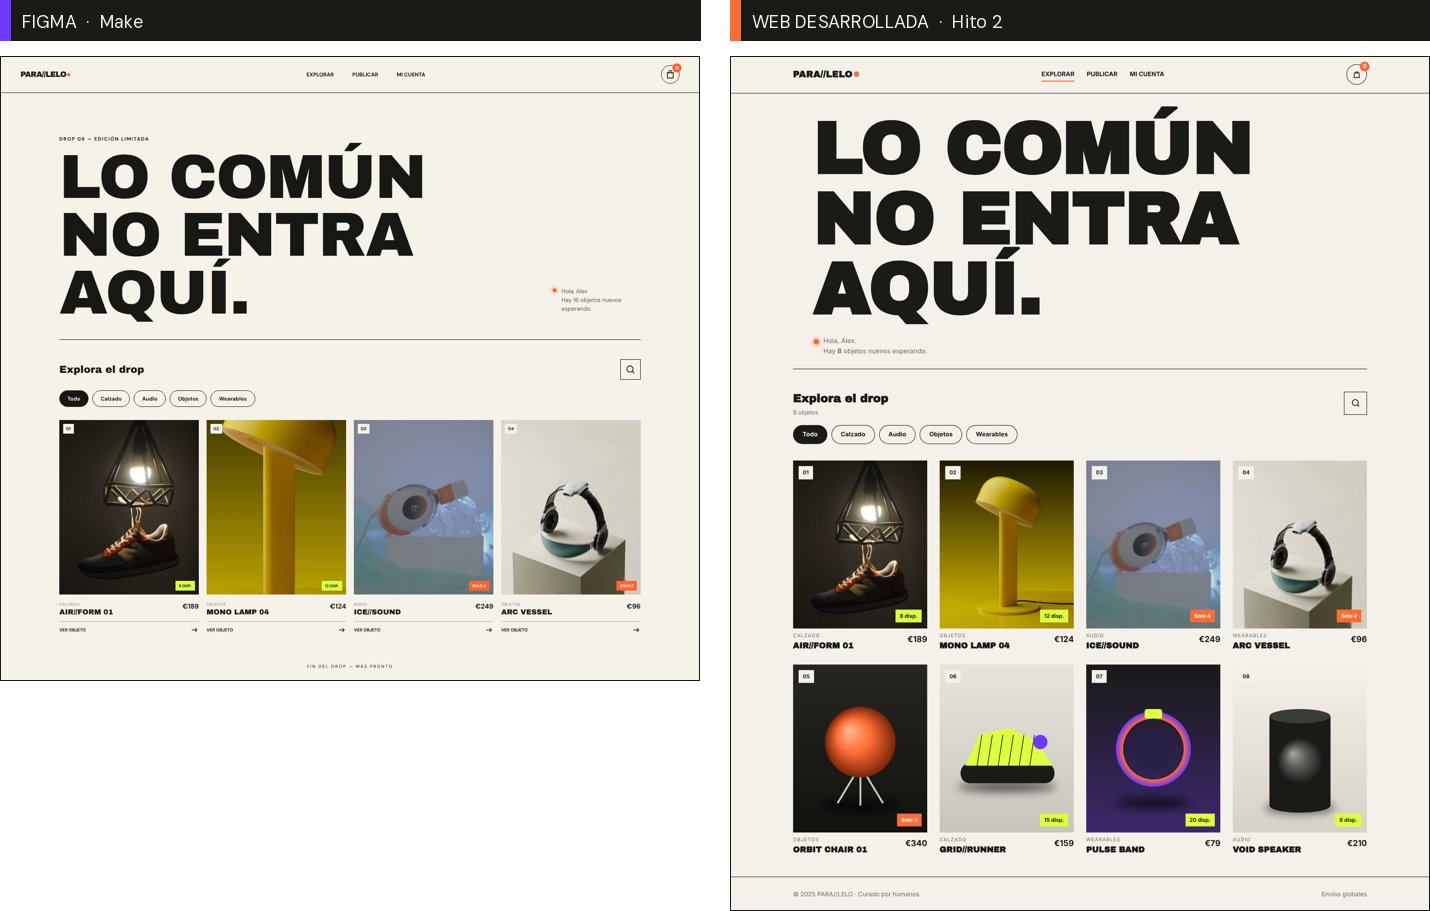 FIGMA · Make
PARA//LELO
EXPLORAR PUBLICAR MI CUENTA
0
DROP 06 — EDICIÓN LIMITADA
LO COMÚN
NO ENTRA
AQUÍ.
Hola, Alex.
Hay 16 objetos nuevos
esperando.
Explora el drop
Todo Calzado Audio Objetos Wearables
01 02 03 04
8 DISP. 12 DISP. SOLO 4
CALZADO OBJETOS AUDIO OBJETOS
AIR//FORM 01 €189 MONO LAMP 04 €124 ICE//SOUND €249 ARC VESSEL €96
VER OBJETO → VER OBJETO → VER OBJETO → VER OBJETO →
FIN DEL DROP — MÁS PRONTO
WEB DESARROLLADA · Hito 2
PARA//LELO
EXPLORAR PUBLICAR MI CUENTA
0
LO COMÚN
NO ENTRA
AQUÍ.
Hola, Alex.
Hay 8 objetos nuevos esperando.
Explora el drop
8 objetos
Todo Calzado Audio Objetos Wearables
01 02 03 04
8 disp. 12 disp. Solo 4 Solo 2
CALZADO OBJETOS AUDIO WEARABLES
AIR//FORM 01 €189 MONO LAMP 04 €124 ICE//SOUND €249 ARC VESSEL €96
05 06 07 08
Solo 3 15 disp. 20 disp. 6 disp.
OBJETOS CALZADO WEARABLES AUDIO
ORBIT CHAIR 01 €340 GRID//RUNNER €159 PULSE BAND €79 VOID SPEAKER €210
© 2025 PARA//LELO · Curado por humanos Envíos globales